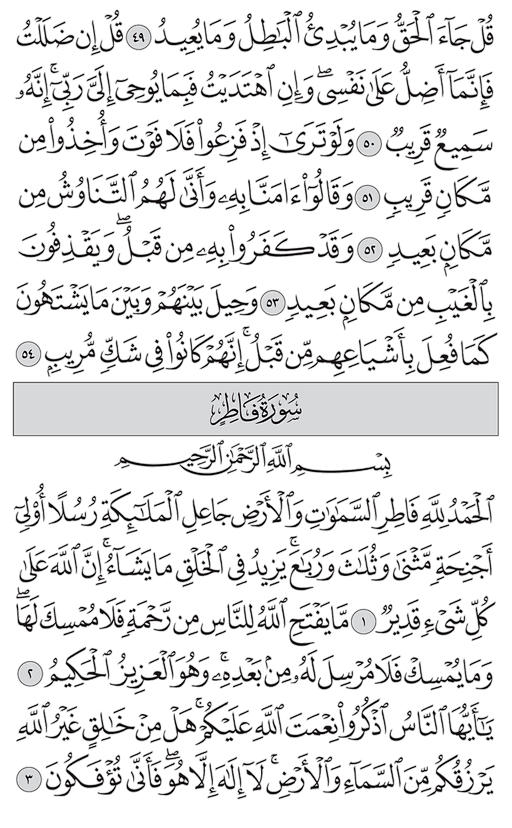 قُلۡ جَآءَ ٱلۡحَقُّ وَمَا يُبۡدِئُ ٱلۡبَٰطِلُ وَمَا يُعِيدُ ٤٩ قُلۡ إِن ضَلَلۡتُ
فَإِنَّمَآ أَضِلُّ عَلَىٰ نَفۡسِيۖ وَإِنِ ٱهۡتَدَيۡتُ فَبِمَا يُوحِيٓ إِلَيَّ رَبِّيٓۚ إِنَّهُۥ
سَمِيعٞ قَرِيبٞ ٥٠ وَلَوۡ تَرَىٰٓ إِذۡ فَزِعُواْ فَلَا فَوۡتَ وَأُخِذُواْ مِن
مَّكَانٖ قَرِيبٖ ٥١ وَقَالُوٓاْ ءَامَنَّا بِهِۦ وَأَنَّىٰ لَهُمُ ٱلتَّنَاوُشُ مِن
مَّكَانِۭ بَعِيدٖ ٥٢ وَقَدۡ كَفَرُواْ بِهِۦ مِن قَبۡلُۖ وَيَقۡذِفُونَ
بِٱلۡغَيۡبِ مِن مَّكَانِۭ بَعِيدٖ ٥٣ وَحِيلَ بَيۡنَهُمۡ وَبَيۡنَ مَا يَشۡتَهُونَ
كَمَا فُعِلَ بِأَشۡيَاعِهِم مِّن قَبۡلُۚ إِنَّهُمۡ كَانُواْ فِي شَكّٖ مُّرِيبِۭ ٥٤
سُورَةُ فَاطِرٍ
بِسۡمِ ٱللَّهِ ٱلرَّحۡمَٰنِ ٱلرَّحِيمِ
ٱلۡحَمۡدُ لِلَّهِ فَاطِرِ ٱلسَّمَٰوَٰتِ وَٱلۡأَرۡضِ جَاعِلِ ٱلۡمَلَٰٓئِكَةِ رُسُلًا أُوْلِيٓ
أَجۡنِحَةٖ مَّثۡنَىٰ وَثُلَٰثَ وَرُبَٰعَۚ يَزِيدُ فِي ٱلۡخَلۡقِ مَا يَشَآءُۚ إِنَّ ٱللَّهَ عَلَىٰ
كُلِّ شَيۡءٖ قَدِيرٞ ١ مَّا يَفۡتَحِ ٱللَّهُ لِلنَّاسِ مِن رَّحۡمَةٖ فَلَا مُمۡسِكَ لَهَاۖ
وَمَا يُمۡسِكۡ فَلَا مُرۡسِلَ لَهُۥ مِنۢ بَعۡدِهِۦۚ وَهُوَ ٱلۡعَزِيزُ ٱلۡحَكِيمُ ٢
يَٰٓأَيُّهَا ٱلنَّاسُ ٱذۡكُرُواْ نِعۡمَتَ ٱللَّهِ عَلَيۡكُمۡۚ هَلۡ مِنۡ خَٰلِقٍ غَيۡرُ ٱللَّهِ
يَرۡزُقُكُم مِّنَ ٱلسَّمَآءِ وَٱلۡأَرۡضِۚ لَآ إِلَٰهَ إِلَّا هُوَۖ فَأَنَّىٰ تُؤۡفَكُونَ ٣